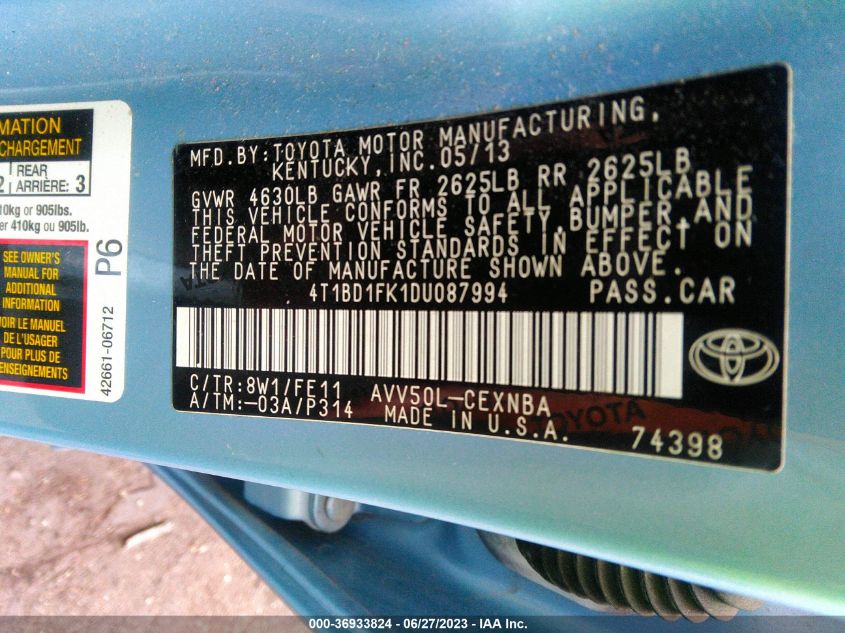 MATION
CHARGEMENT
2 REAR
ARRIÈRE: 3
10kg or 905lbs.
er 410kg ou 905lb.
SEE OWNER'S
MANUAL FOR
ADDITIONAL
INFORMATION
VOIR LE MANUEL
DE L'USAGER
POUR PLUS DE
RENSEIGNEMENTS
P6
42661-06712
MFD. BY: TOYOTA MOTOR MANUFACTURING,
KENTUCKY, INC. 05/13
GVWR 4630LB GAWR FR 2625LB RR 2625LB
THIS VEHICLE CONFORMS TO ALL APPLICABLE
FEDERAL MOTOR VEHICLE SAFETY, BUMPER, AND
THEFT PREVENTION STANDARDS IN EFFECT ON
THE DATE OF MANUFACTURE SHOWN ABOVE.
4T1BD1FK1DU087994 PASS. CAR
C/TR: 8W1/FE11 AVV50L-CEXNBA
A/TM: -03A/P314 MADE IN U.S.A. 74398
TOYOTA
000-36933824 / 06/27/2023 - IAA Inc.